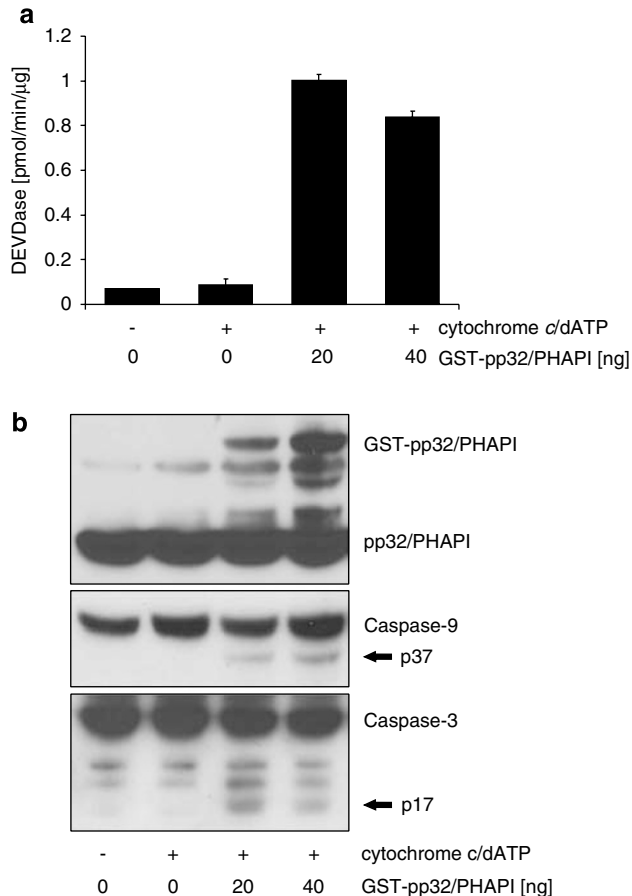 a
DEVDase [pmol/min/μg]
1.2
1
0.8
0.6
0.4
0.2
0
- + + + cytochrome c/dATP
0 0 20 40 GST-pp32/PHAPI [ng]
b
GST-pp32/PHAPI
pp32/PHAPI
Caspase-9
p37
Caspase-3
p17
- + + + cytochrome c/dATP
0 0 20 40 GST-pp32/PHAPI [ng]